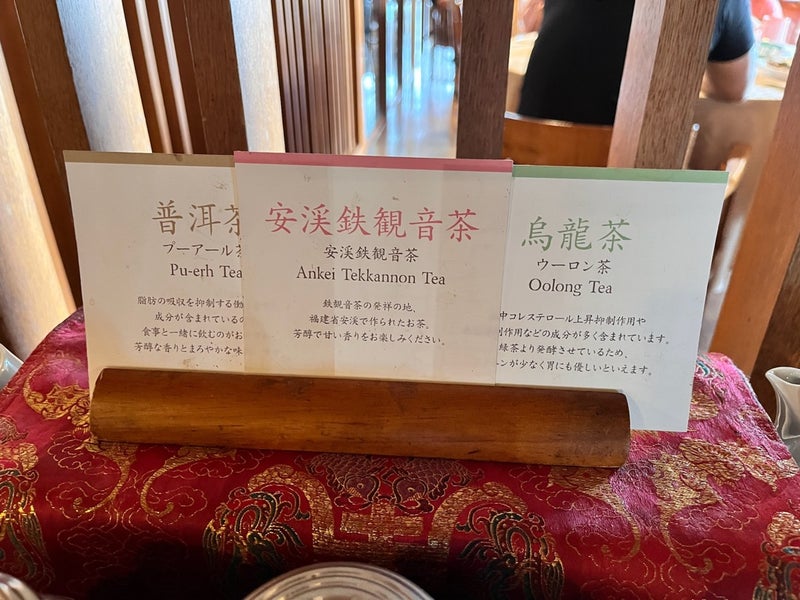 普洱茶
プーアール茶
Pu-erh Tea
脂肪の吸収を抑制する働
成分が含まれているの
食事と一緒に飲むのがお
芳醇な香りとまろやかな味
安渓鉄観音茶
安渓鉄観音茶
Ankei Tekkannon Tea
鉄観音茶の発祥の地、
福建省安渓で作られたお茶。
芳醇で甘い香りをお楽しみください。
烏龍茶
ウーロン茶
Oolong Tea
中コレステロール上昇抑制作用や
作用などの成分が多く含まれています。
緑茶より発酵させているため、
ンが少なく胃にも優しいといえます。